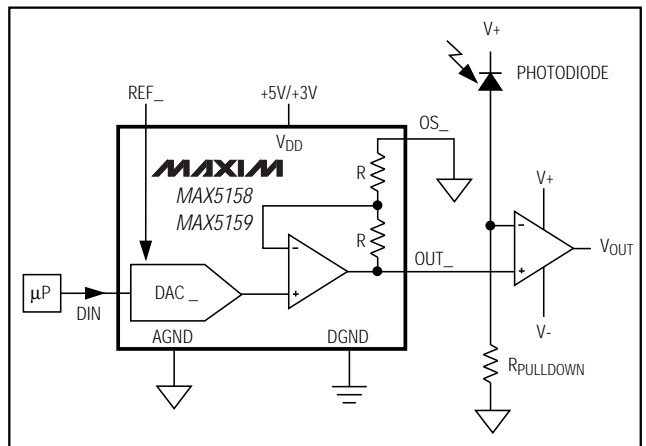 V+
PHOTODIODE
REF_
+5V/+3V
OS_
VDD
MAXIM
R
MAX5158
MAX5159
V+
R
-
-
VOUT
OUT_
+
+
µP
DAC _
DIN
V-
AGND
DGND
RPULLDOWN